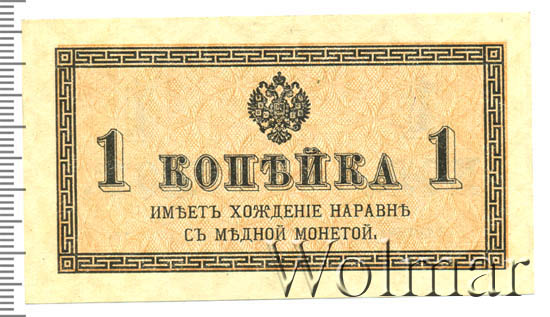 1 КОПѢЙКА 1
ИМѢЕТЪ ХОЖДЕНІЕ НАРАВНѢ
СЪ МѢДНОЙ МОНЕТОЙ.
Wolmar